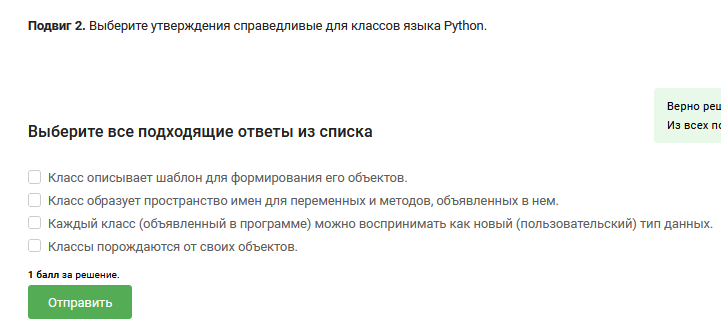 Подвиг 2. Выберите утверждения справедливые для классов языка Python.
Верно
Из всех
Выберите все подходящие ответы из списка
Класс описывает шаблон для формирования его объектов.
Класс образует пространство имен для переменных и методов, объявленных в нем.
Каждый класс (объявленный в программе) можно воспринимать как новый (пользовательский) тип данных.
Классы порождаются от своих объектов.
1 балл за решение.
Отправить